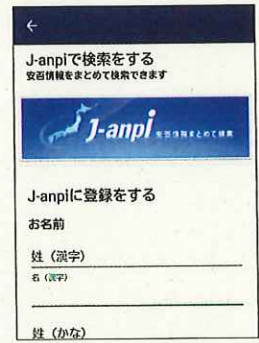 ←
J-anpiで検索をする
安否情報をまとめて検索できます
J-anpi 安否情報まとめて検索
J-anpiに登録をする
お名前
姓（漢字）
名（漢字）
姓（かな）